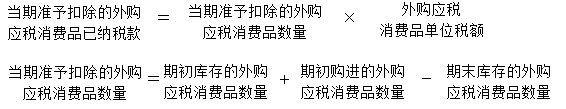 当期准予扣除的外购 = 当期准予扣除的外购 × 外购应税
应税消费品已纳税款 应税消费品数量 消费品单位税额
当期准予扣除的外购=期初库存的外购 + 期初购进的外购 − 期末库存的外购
应税消费品数量 应税消费品数量 应税消费品数量 应税消费品数量